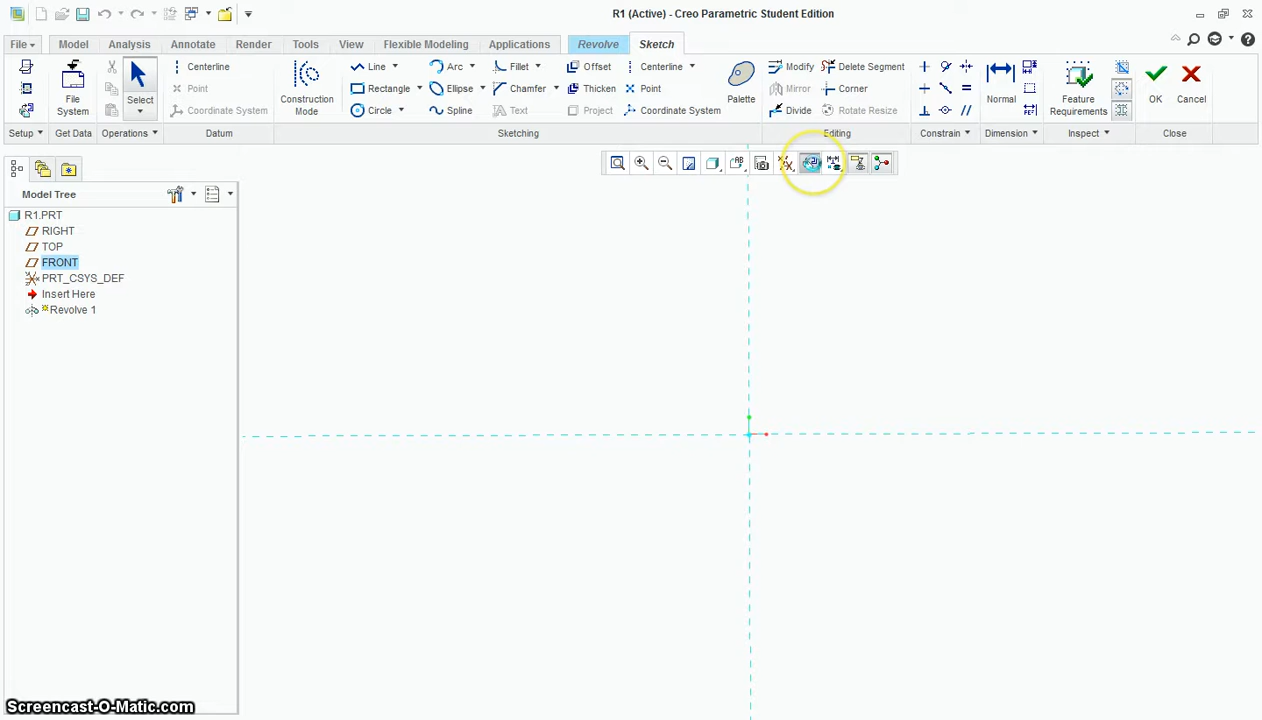 R1 (Active) - Creo Parametric Student Edition
File Model Analysis Annotate Render Tools View Flexible Modeling Applications Revolve Sketch
Centerline Line Arc Fillet Offset Centerline Modify Delete Segment
Point Rectangle Ellipse Chamfer Thicken Point Mirror Corner
Coordinate System Circle Spline Text Project Coordinate System Divide Rotate Resize
File System
Select
Construction Mode
Palette
Normal
Feature Requirements
OK
Cancel
Setup Get Data Operations Datum Sketching Editing Constrain Dimension Inspect Close
Model Tree
R1.PRT
RIGHT
TOP
FRONT
PRT_CSYS_DEF
Insert Here
Revolve 1
Screencast-O-Matic.com